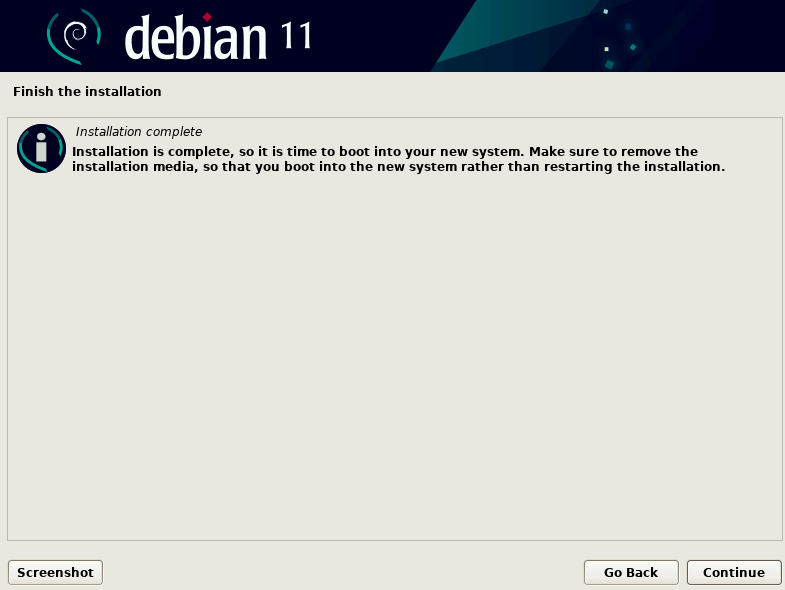 debian 11
Finish the installation
Installation complete
Installation is complete, so it is time to boot into your new system. Make sure to remove the
installation media, so that you boot into the new system rather than restarting the installation.
Screenshot
Go Back
Continue